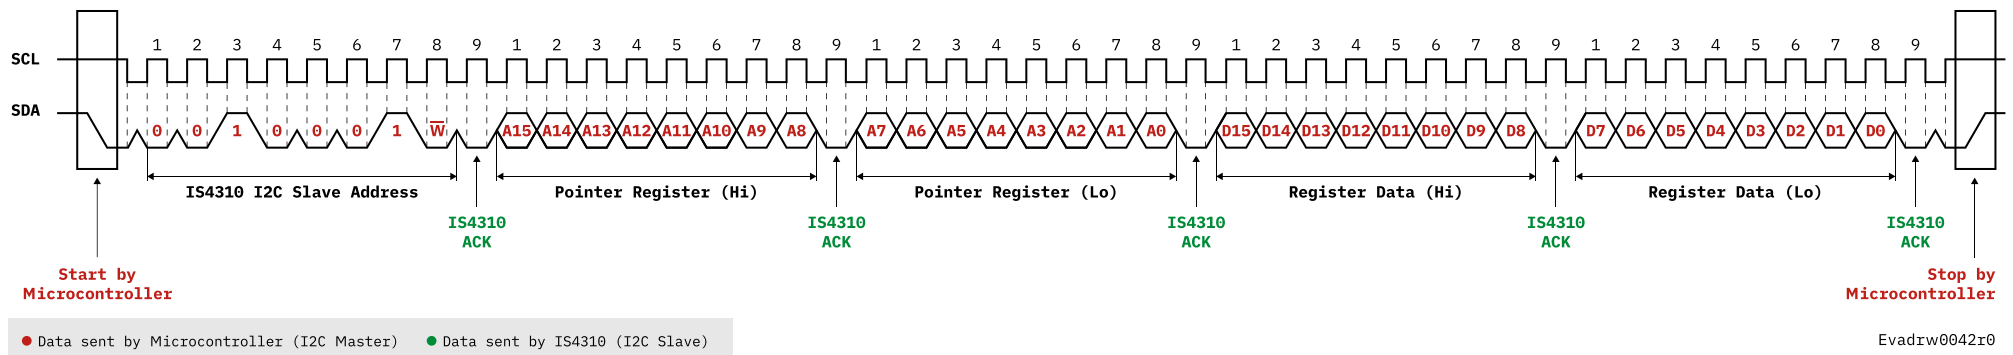 1 2 3 4 5 6 7 8 9 1 2 3 4 5 6 7 8 9 1 2 3 4 5 6 7 8 9 1 2 3 4 5 6 7 8 9 1 2 3 4 5 6 7 8 9
SCL
SDA
0 0 1 0 0 0 1 W̅ A15 A14 A13 A12 A11 A10 A9 A8 A7 A6 A5 A4 A3 A2 A1 A0 D15 D14 D13 D12 D11 D10 D9 D8 D7 D6 D5 D4 D3 D2 D1 D0
IS4310 I2C Slave Address Pointer Register (Hi) Pointer Register (Lo) Register Data (Hi) Register Data (Lo)
IS4310 IS4310 IS4310 IS4310 IS4310
ACK ACK ACK ACK ACK
Start by Stop by
Microcontroller Microcontroller
Data sent by Microcontroller (I2C Master) Data sent by IS4310 (I2C Slave) Evadrw0042r0